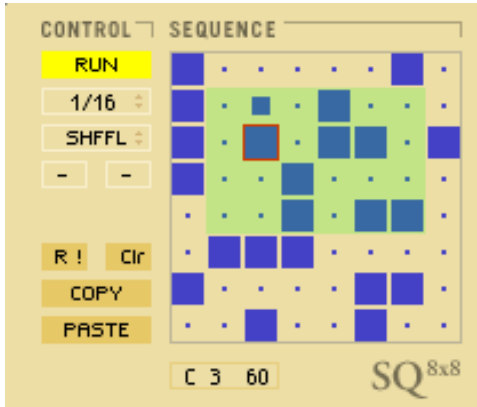 CONTROL SEQUENCE
RUN
1/16
SHFFL
- -
R ! Clr
COPY
PASTE
C 3 60
SQ8x8